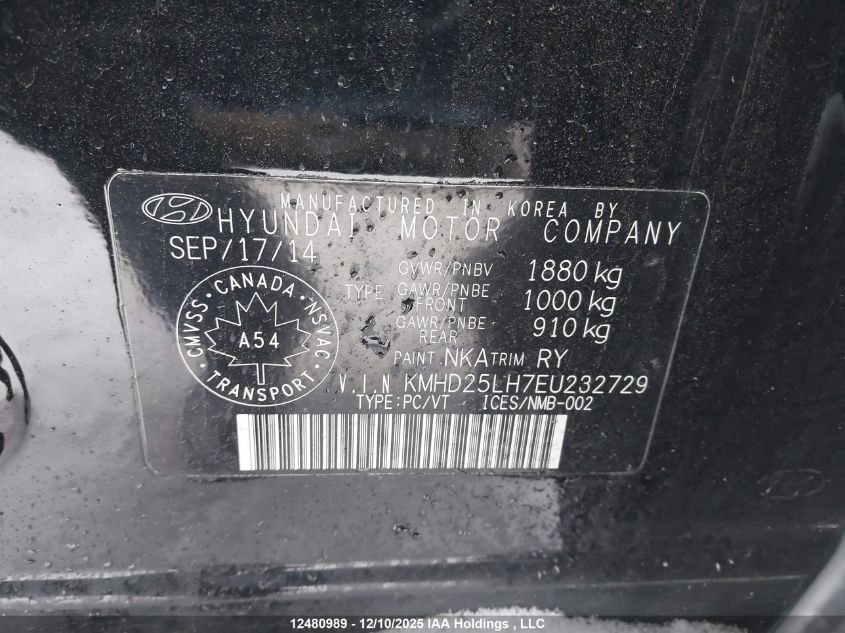 MANUFACTURED IN KOREA BY
HYUNDAI MOTOR COMPANY
SEP/17/14
GVWR/PNBV 1880 kg
TYPE GAWR/PNBE FRONT 1000 kg
GAWR/PNBE REAR 910 kg
CANADA
CMVSS NSVAC
A54
TRANSPORT
PAINT NKA TRIM RY
V.I.N KMHD25LH7EU232729
TYPE:PC/VT ICES/NMB-002
12480989 - 12/10/2025 IAA Holdings , LLC